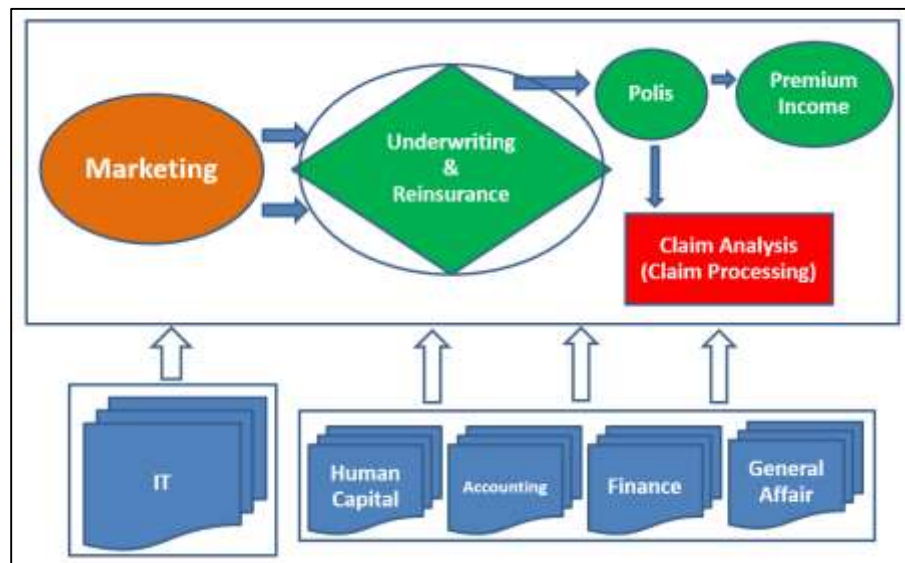 Marketing
Underwriting
&
Reinsurance
Polis
Premium
Income
Claim Analysis
(Claim Processing)
IT
Human
Capital
Accounting
Finance
General
Affair